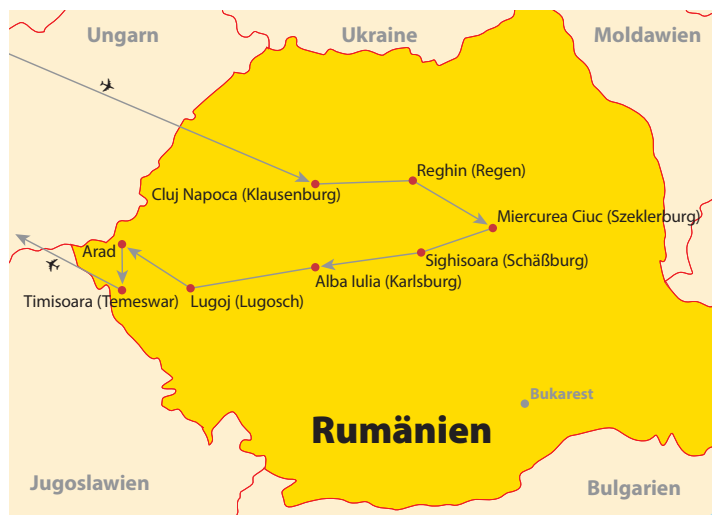 Ungarn
Ukraine
Moldawien
Reghin (Regen)
Cluj Napoca (Klausenburg)
Miercurea Ciuc (Szeklerburg)
Arad
Sighisoara (Schäßburg)
Alba Iulia (Karlsburg)
Timisoara (Temeswar)
Lugoj (Lugosch)
Bukarest
Rumänien
Jugoslawien
Bulgarien